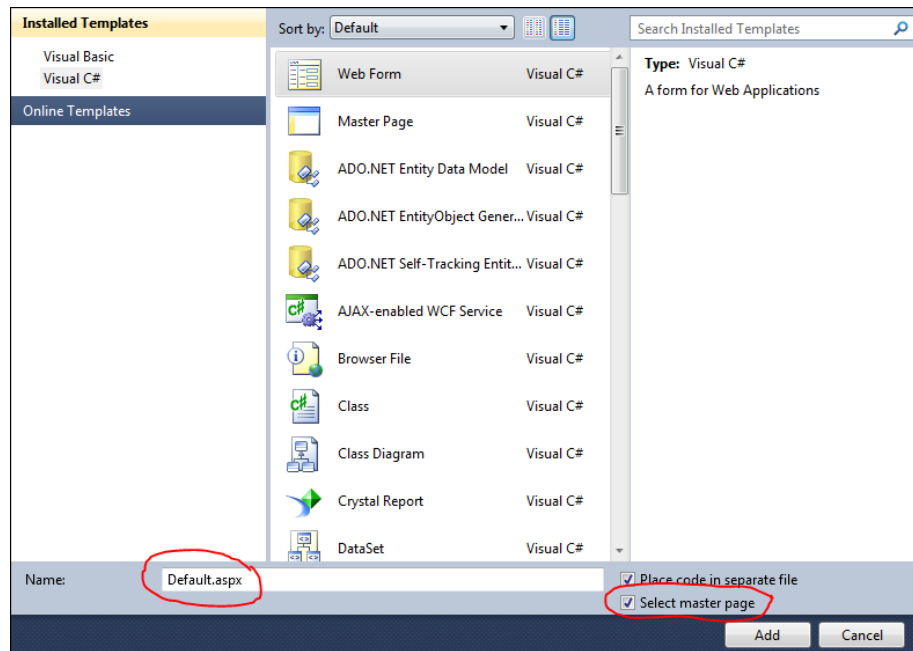 Installed Templates
Visual Basic
Visual C#
Online Templates
Sort by: Default
Search Installed Templates
Web Form Visual C#
Master Page Visual C#
ADO.NET Entity Data Model Visual C#
ADO.NET EntityObject Gener... Visual C#
ADO.NET Self-Tracking Entit... Visual C#
AJAX-enabled WCF Service Visual C#
Browser File Visual C#
Class Visual C#
Class Diagram Visual C#
Crystal Report Visual C#
DataSet Visual C#
Type: Visual C#
A form for Web Applications
Name: Default.aspx
Place code in separate file
Select master page
Add Cancel